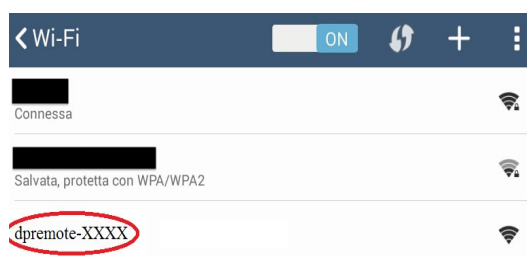 Wi-Fi
ON
Connessa
Salvata, protetta con WPA/WPA2
dpremote-XXXX